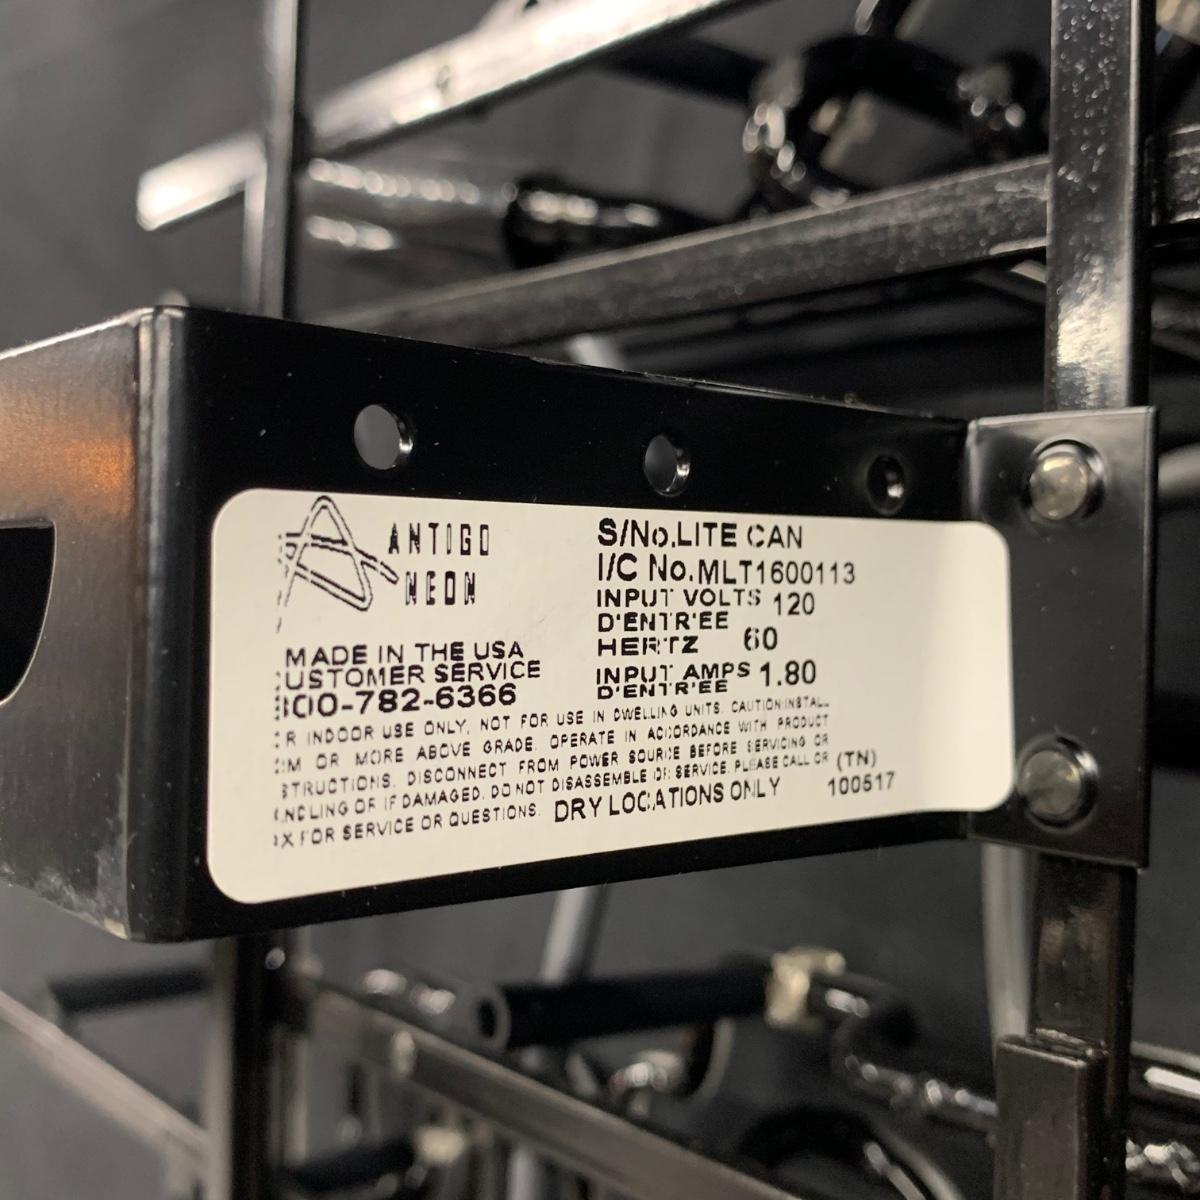 ANTIGO
NEON
MADE IN THE USA
USTOMER SERVICE
800-782-6366
S/No.LITE CAN
I/C No.MLT1600113
INPUT VOLTS 120
D'ENTR'EE
HERTZ 60
INPUT AMPS 1.80
D'ENTR'EE
R INDOOR USE ONLY, NOT FOR USE IN DWELLING UNITS. CAUTION:INSTALL
M OR MORE ABOVE GRADE. OPERATE IN ACCORDANCE WITH PRODUCT
STRUCTIONS. DISCONNECT FROM POWER SOURCE BEFORE SERVICING OR
NDLING OR IF DAMAGED. DO NOT DISASSEMBLE SERVICE. PLEASE CALL OR
X FOR SERVICE OR QUESTIONS. DRY LOCATIONS ONLY
(TN)
100517